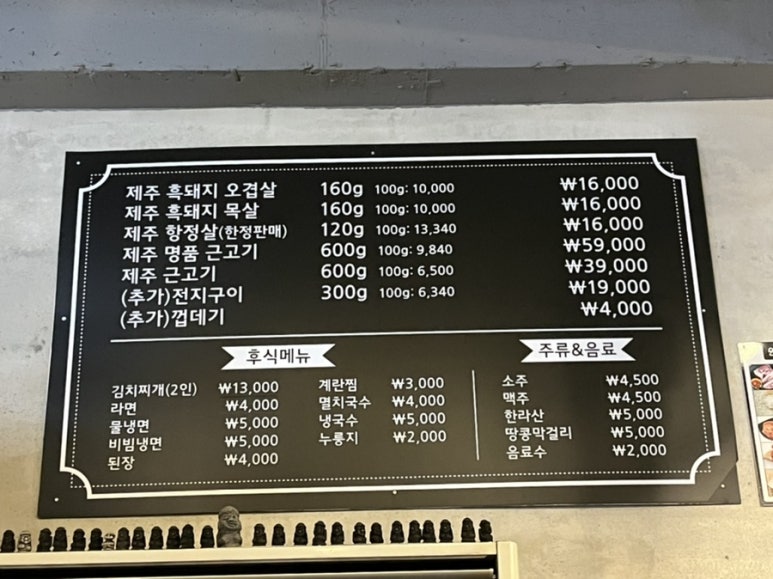 제주 흑돼지 오겹살 160g 100g: 10,000 ₩16,000
제주 흑돼지 목살 160g 100g: 10,000 ₩16,000
제주 항정살(한정판매) 120g 100g: 13,340 ₩16,000
제주 명품 근고기 600g 100g: 9,840 ₩59,000
제주 근고기 600g 100g: 6,500 ₩39,000
(추가)전지구이 300g 100g: 6,340 ₩19,000
(추가)껍데기 ₩4,000
후식메뉴
김치찌개(2인) ₩13,000
라면 ₩4,000
물냉면 ₩5,000
비빔냉면 ₩5,000
된장 ₩4,000
계란찜 ₩3,000
멸치국수 ₩4,000
냉국수 ₩5,000
누룽지 ₩2,000
주류&음료
소주 ₩4,500
맥주 ₩4,500
한라산 ₩5,000
땅콩막걸리 ₩5,000
음료수 ₩2,000